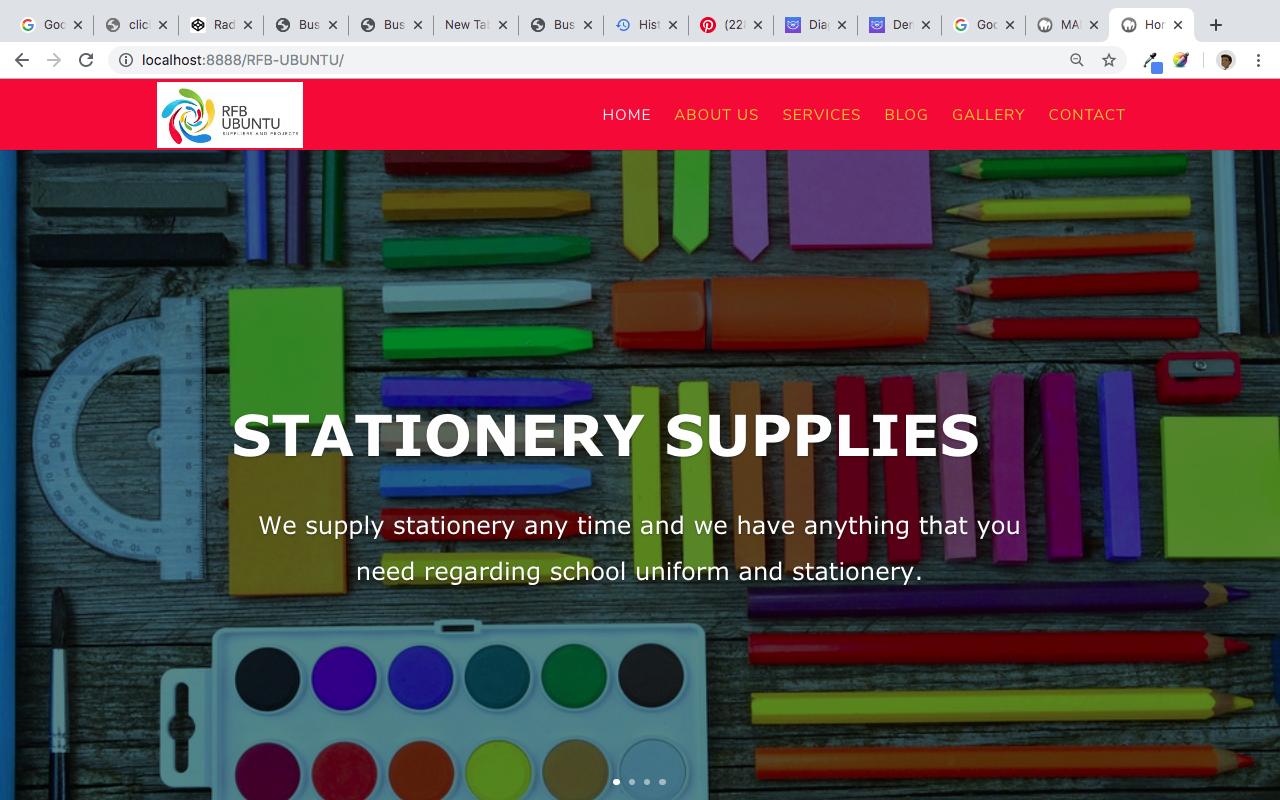 Goo
clic
Rad
Bus
Bus
New Tab
Bus
Hist
(228
Diag
Den
Goo
MA
Hor
localhost:8888/RFB-UBUNTU/
RFB
UBUNTU
SUPPLIERS AND PROJECTS
HOME ABOUT US SERVICES BLOG GALLERY CONTACT
STATIONERY SUPPLIES
We supply stationery any time and we have anything that you
need regarding school uniform and stationery.